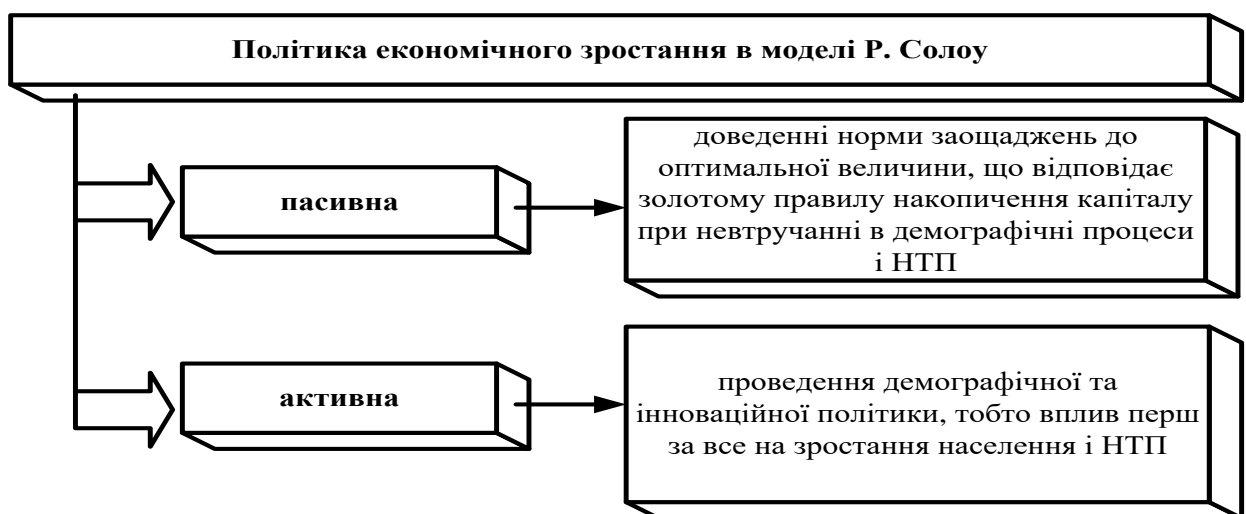 Політика економічного зростання в моделі Р. Солоу
пасивна
доведенні норми заощаджень до
оптимальної величини, що відповідає
золотому правилу накопичення капіталу
при невтручанні в демографічні процеси
і НТП
активна
проведення демографічної та
інноваційної політики, тобто вплив перш
за все на зростання населення і НТП